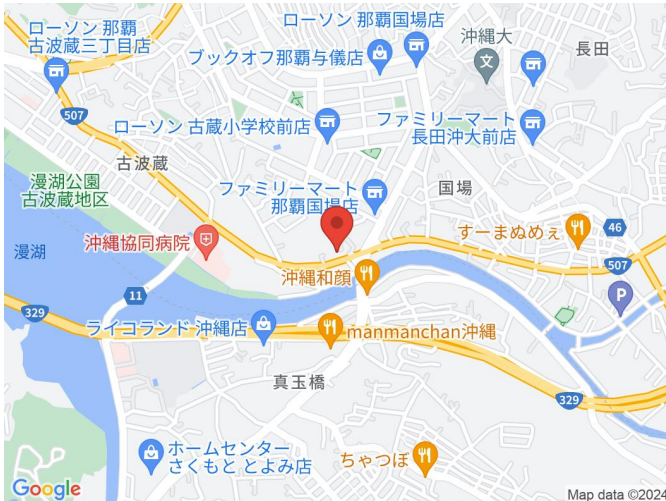 ローソン 那覇
古波蔵三丁目店
ローソン 那覇国場店
ブックオフ那覇与儀店
沖縄大
長田
507
ローソン 古蔵小学校前店
ファミリーマート
長田沖大前店
古波蔵
漫湖公園
古波蔵地区
ファミリーマート
那覇国場店
国場
漫湖
沖縄協同病院
すーまぬめぇ
46
507
沖縄和顔
11
P
329
ライコランド 沖縄店
manmanchan沖縄
真玉橋
329
ホームセンター
さくもと とよみ店
ちゃつぼ
Google
Map data ©2024